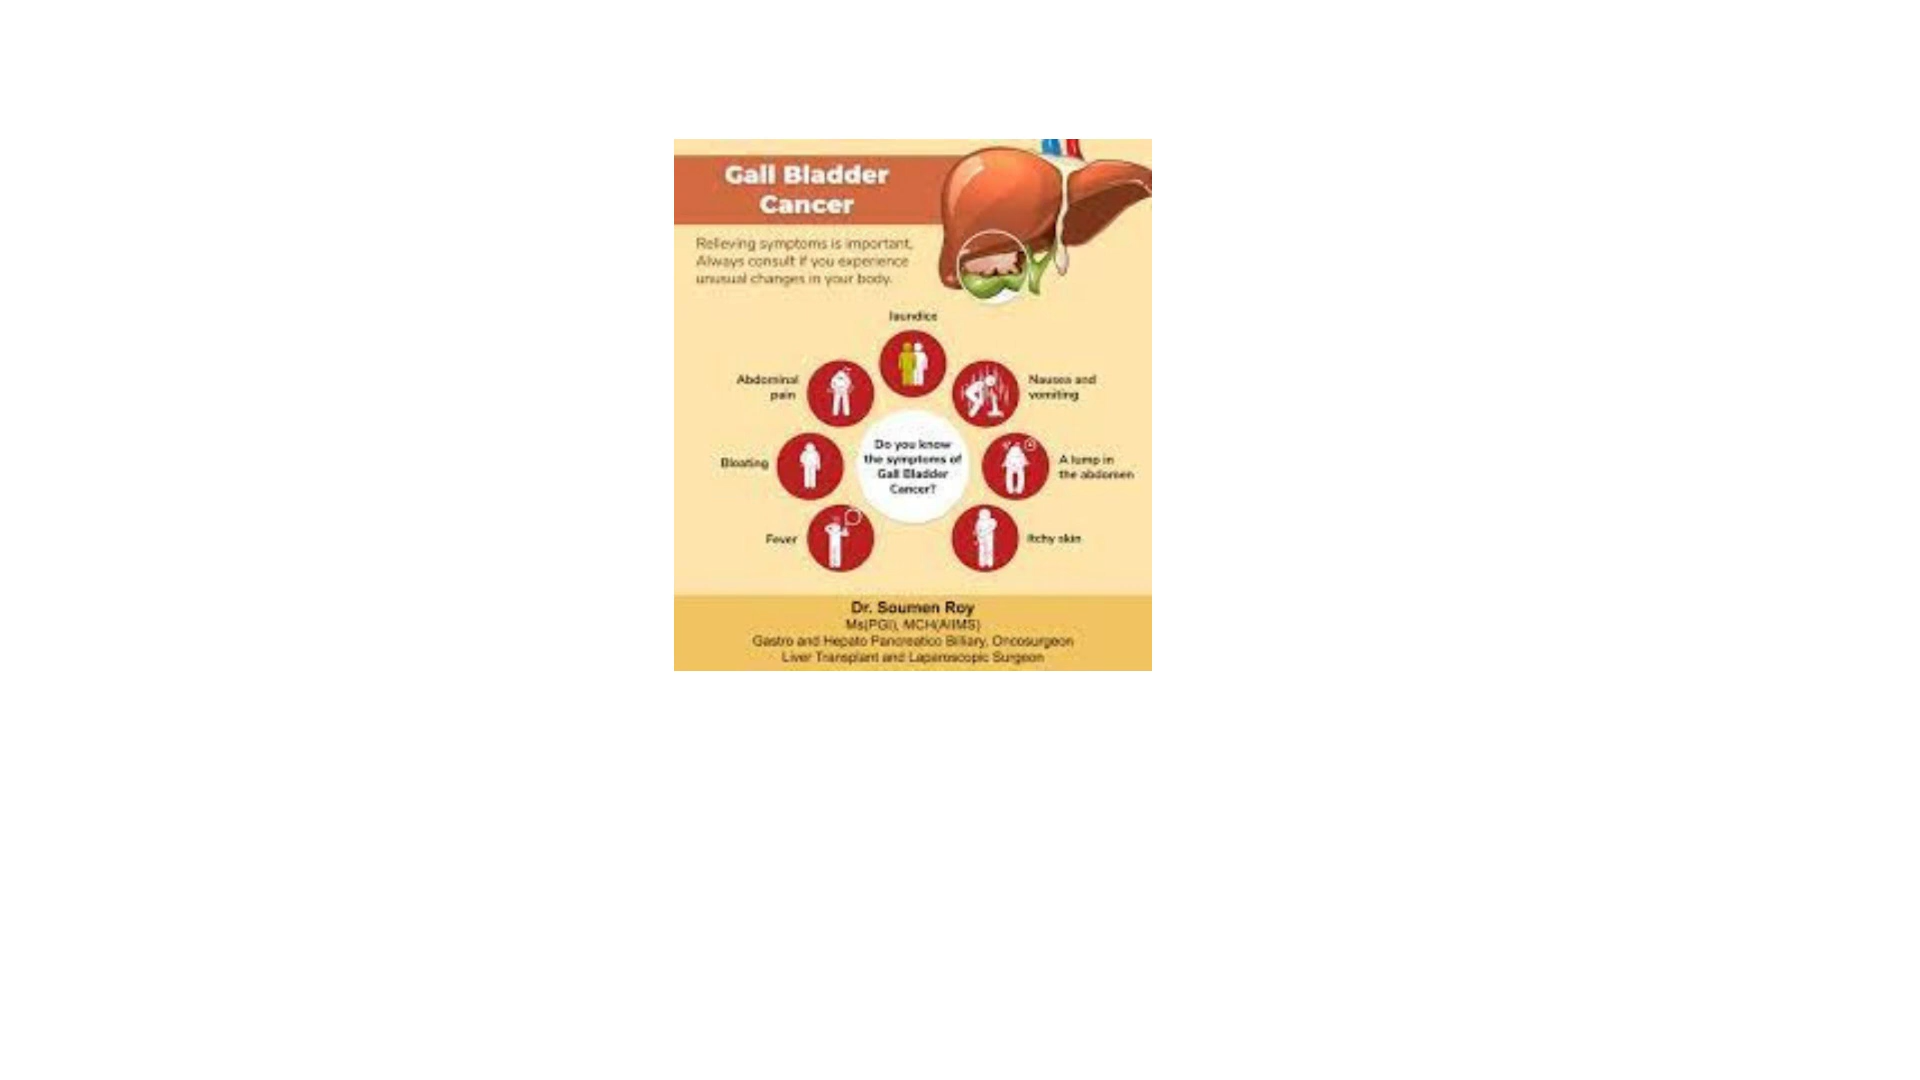 Gall Bladder
Cancer
Relieving symptoms is important,
Always consult if you experience
unusual changes in your body.
Jaundice
Abdominal
pain
Nausea and
vomiting
Do you know
the symptoms of
Gall Bladder
Cancer?
Bloating
A lump in
the abdomen
Fever
Itchy skin
Dr. Soumen Roy
Ms(PGI), MCH(AIIMS)
Gastro and Hepato Pancreatico Billiary, Oncosurgeon
Liver Transplant and Laparoscopic Surgeon